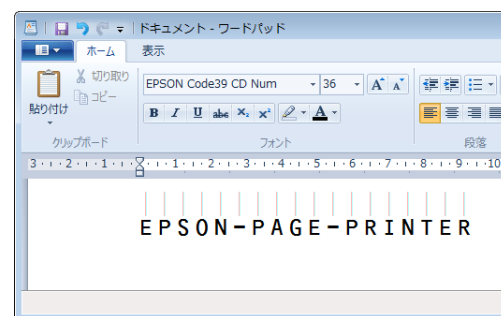 ドキュメント - ワードパッド
ホーム 表示
貼り付け
切り取り
コピー
クリップボード
EPSON Code39 CD Num 36 A A
B I U abc X₂ X² A
フォント
段落
3 2 1 1 2 3 4 5 6 7 8 9 10
EPSON-PAGE-PRINTER